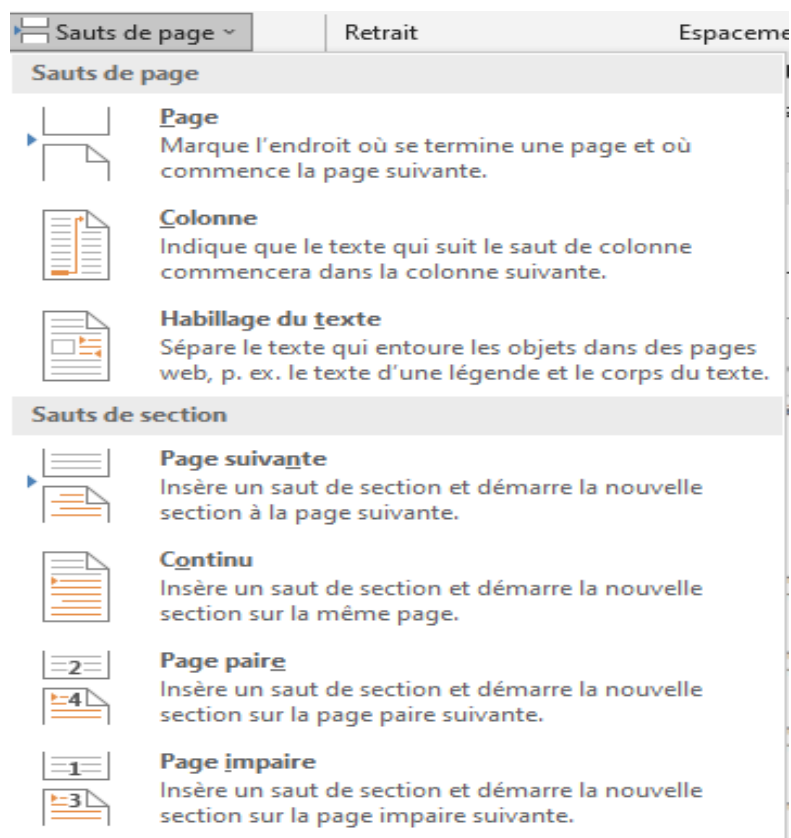 Sauts de page Retrait Espaceme
Sauts de page
Page
Marque l'endroit où se termine une page et où
commence la page suivante.
Colonne
Indique que le texte qui suit le saut de colonne
commencera dans la colonne suivante.
Habillage du texte
Sépare le texte qui entoure les objets dans des pages
web, p. ex. le texte d'une légende et le corps du texte.
Sauts de section
Page suivante
Insère un saut de section et démarre la nouvelle
section à la page suivante.
Continu
Insère un saut de section et démarre la nouvelle
section sur la même page.
2
Page paire
4
Insère un saut de section et démarre la nouvelle
section sur la page paire suivante.
1
Page impaire
3
Insère un saut de section et démarre la nouvelle
section sur la page impaire suivante.